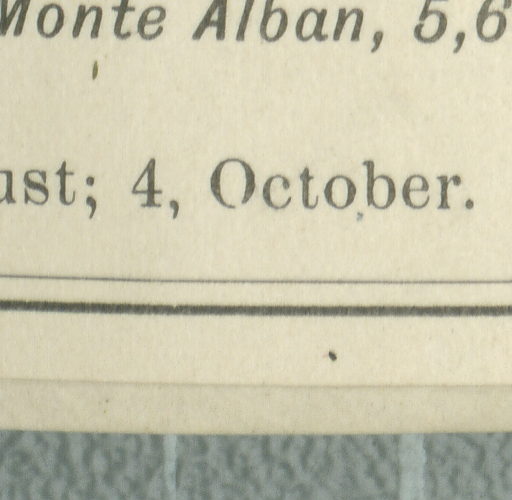 Monte Alban, 5,6
ust; 4, October.